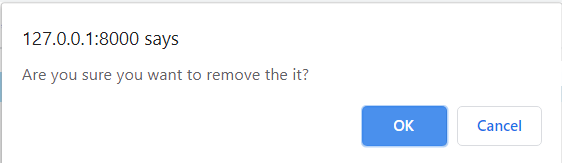 127.0.0.1:8000 says
Are you sure you want to remove the it?
OK Cancel